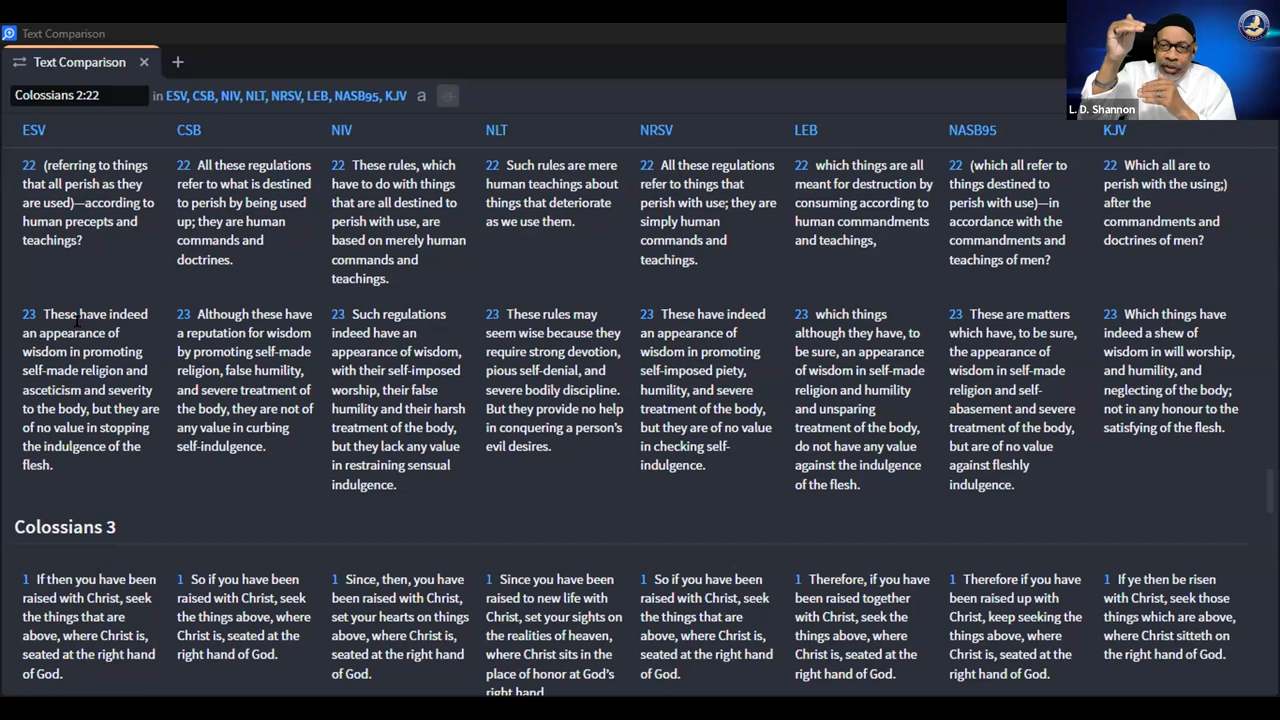 Text Comparison
Text Comparison
Colossians 2:22
in ESV, CSB, NIV, NLT, NRSV, LEB, NASB95, KJV
a
L. D. Shannon
ESV
22 (referring to things
that all perish as they
are used)—according to
human precepts and
teachings?
23 These have indeed
an appearance of
wisdom in promoting
self-made religion and
asceticism and severity
to the body, but they are
of no value in stopping
the indulgence of the
flesh.
CSB
22 All these regulations
refer to what is destined
to perish by being used
up; they are human
commands and
doctrines.
23 Although these have
a reputation for wisdom
by promoting self-made
religion, false humility,
and severe treatment of
the body, they are not of
any value in curbing
self-indulgence.
NIV
22 These rules, which
have to do with things
that are all destined to
perish with use, are
based on merely human
commands and
teachings.
23 Such regulations
indeed have an
appearance of wisdom,
with their self-imposed
worship, their false
humility and their harsh
treatment of the body,
but they lack any value
in restraining sensual
indulgence.
NLT
22 Such rules are mere
human teachings about
things that deteriorate
as we use them.
23 These rules may
seem wise because they
require strong devotion,
pious self-denial, and
severe bodily discipline.
But they provide no help
in conquering a person's
evil desires.
NRSV
22 All these regulations
refer to things that
perish with use; they are
simply human
commands and
teachings.
23 These have indeed
an appearance of
wisdom in promoting
self-imposed piety,
humility, and severe
treatment of the body,
but they are of no value
in checking self-
indulgence.
LEB
22 which things are all
meant for destruction by
consuming according to
human commandments
and teachings,
23 which things
although they have, to
be sure, an appearance
of wisdom in self-made
religion and humility
and unsparing
treatment of the body,
do not have any value
against the indulgence
of the flesh.
NASB95
22 (which all refer to
things destined to
perish with use)—in
accordance with the
commandments and
teachings of men?
23 These are matters
which have, to be sure,
the appearance of
wisdom in self-made
religion and self-
abasement and severe
treatment of the body,
but are of no value
against fleshly
indulgence.
KJV
22 Which all are to
perish with the using;)
after the
commandments and
doctrines of men?
23 Which things have
indeed a shew of
wisdom in will worship,
and humility, and
neglecting of the body;
not in any honour to the
satisfying of the flesh.
Colossians 3
1 If then you have been
raised with Christ, seek
the things that are
above, where Christ is,
seated at the right hand
of God.
1 So if you have been
raised with Christ, seek
the things above, where
Christ is, seated at the
right hand of God.
1 Since, then, you have
been raised with Christ,
set your hearts on things
above, where Christ is,
seated at the right hand
of God.
1 Since you have been
raised to new life with
Christ, set your sights on
the realities of heaven,
where Christ sits in the
place of honor at God's
right hand
1 So if you have been
raised with Christ, seek
the things that are
above, where Christ is,
seated at the right hand
of God.
1 Therefore, if you have
been raised together
with Christ, seek the
things above, where
Christ is, seated at the
right hand of God.
1 Therefore if you have
been raised up with
Christ, keep seeking the
things above, where
Christ is, seated at the
right hand of God.
1 If ye then be risen
with Christ, seek those
things which are above,
where Christ sitteth on
the right hand of God.